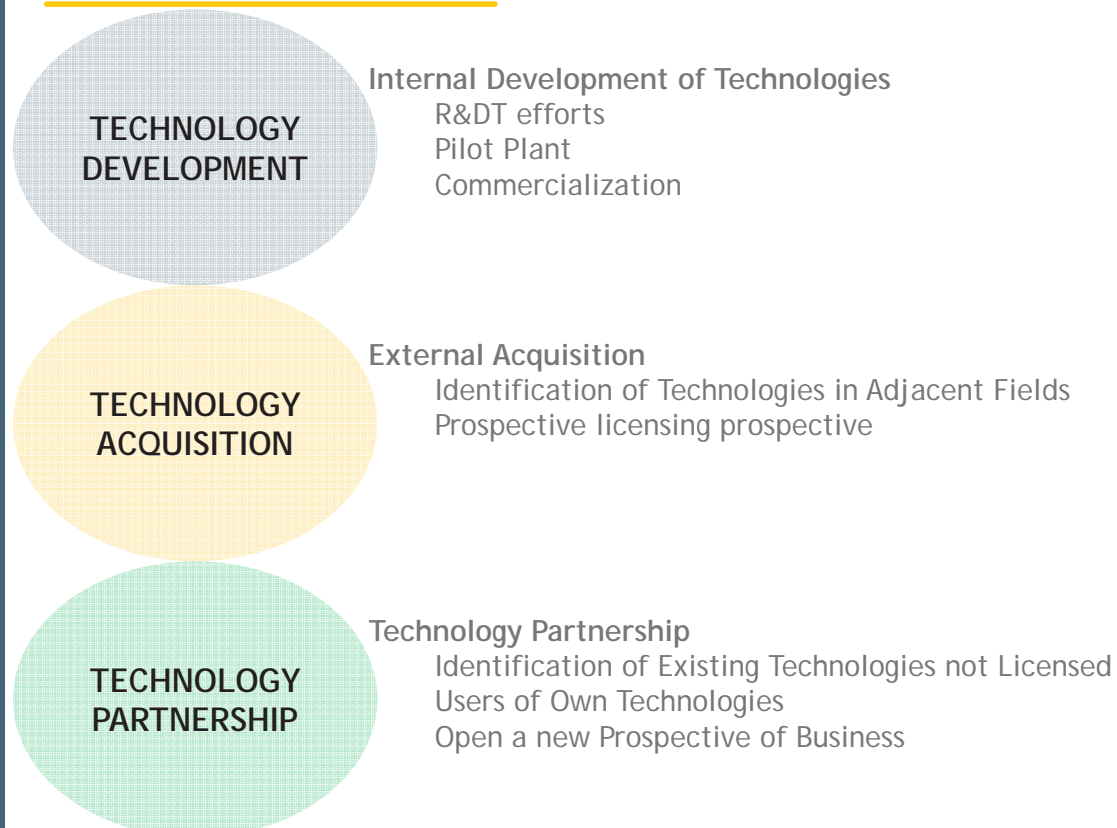 TECHNOLOGY
DEVELOPMENT
Internal Development of Technologies
R&DT efforts
Pilot Plant
Commercialization
TECHNOLOGY
ACQUISITION
External Acquisition
Identification of Technologies in Adjacent Fields
Prospective licensing prospective
TECHNOLOGY
PARTNERSHIP
Technology Partnership
Identification of Existing Technologies not Licensed
Users of Own Technologies
Open a new Prospective of Business